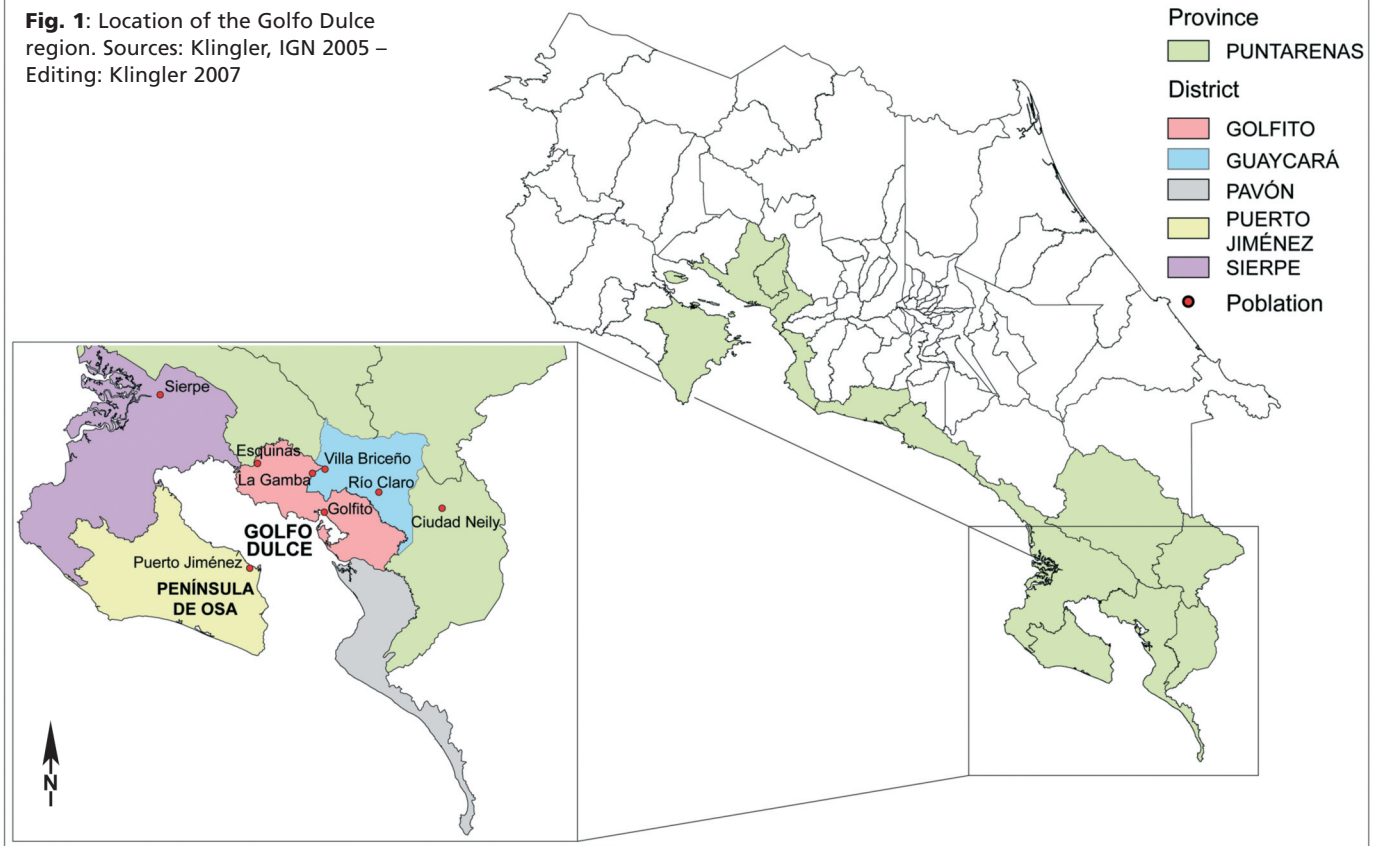 Fig. 1: Location of the Golfo Dulce
region. Sources: Klingler, IGN 2005 –
Editing: Klingler 2007
Province
PUNTARENAS
District
GOLFITO
GUAYCARÁ
PAVÓN
PUERTO
JIMÉNEZ
SIERPE
Poblation
Sierpe
Esquinas
Villa Briceño
La Gamba
Río Claro
Golfito
Ciudad Neily
GOLFO
DULCE
Puerto Jiménez
PENÍNSULA
DE OSA
N